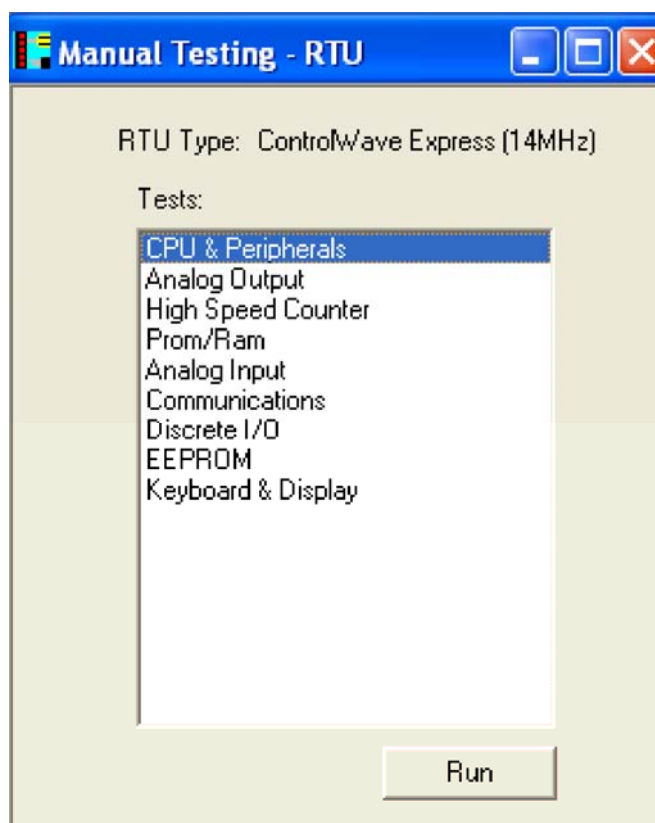 Manual Testing - RTU
RTU Type: ControlWave Express (14MHz)
Tests:
CPU & Peripherals
Analog Output
High Speed Counter
Prom/Ram
Analog Input
Communications
Discrete I/O
EEPROM
Keyboard & Display
Run